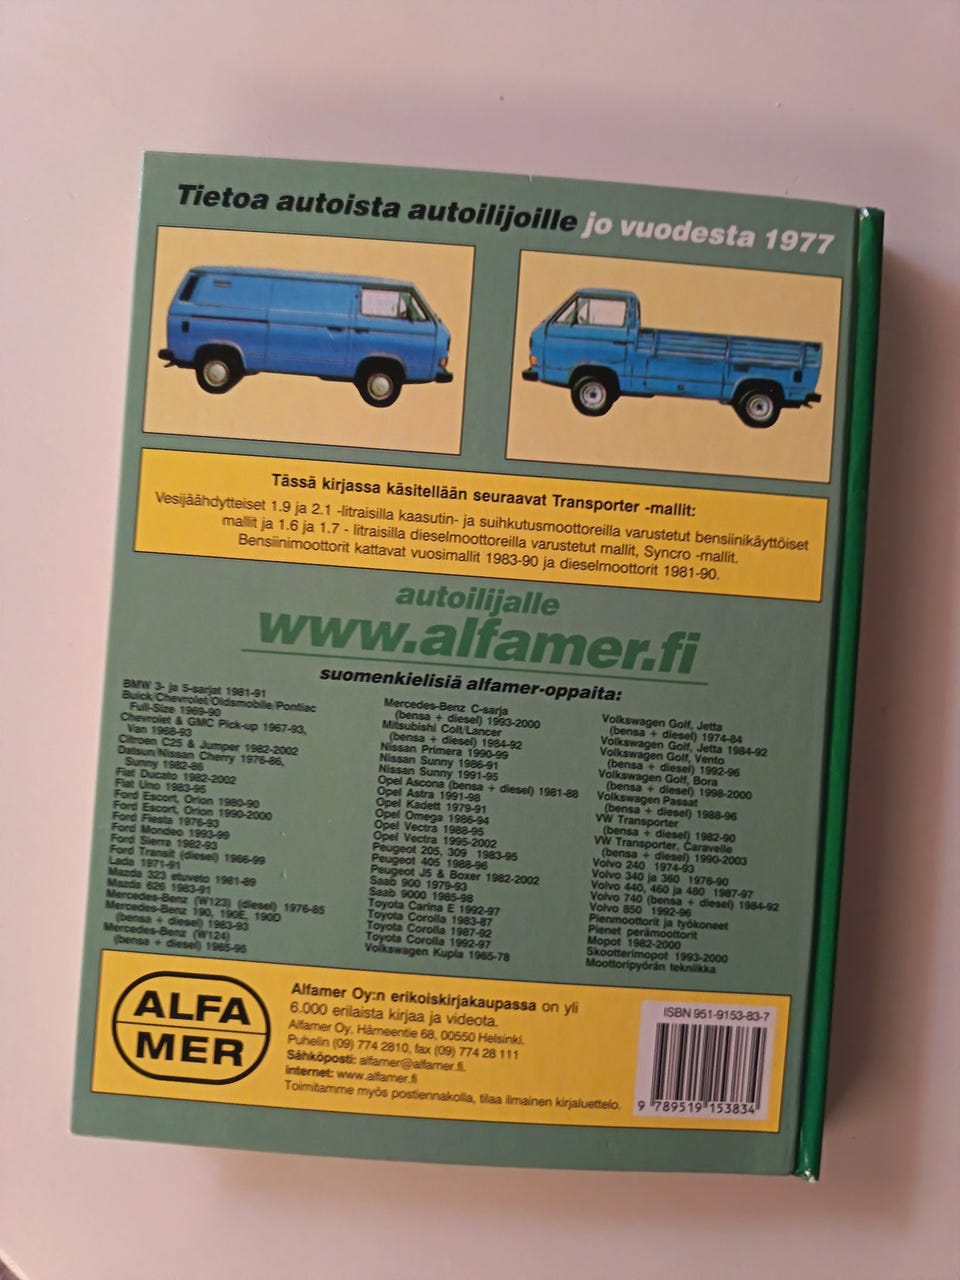 Tietoa autoista autoilijoille jo vuodesta 1977
Tässä kirjassa käsitellään seuraavat Transporter -mallit:
Vesijäähdytteiset 1.9 ja 2.1 -litraisilla kaasutin- ja suihkutusmoottoreilla varustetut bensiinikäyttöiset
mallit ja 1.6 ja 1.7 - litraisilla dieselmoottoreilla varustetut mallit, Syncro -mallit.
Bensiinimoottorit kattavat vuosimallit 1983-90 ja dieselmoottorit 1981-90.
autoilijalle
www.alfamer.fi
suomenkielisiä alfamer-oppaita:
BMW 3- ja 5-sarjat 1981-91
Buick/Chevrolet/Oldsmobile/Pontiac
Full-Size 1969-90
Chevrolet & GMC Pick-up 1967-93,
Van 1968-93
Citroen C25 & Jumper 1982-2002
Datsun/Nissan Cherry 1976-86,
Sunny 1982-86
Fiat Ducato 1982-2002
Fiat Uno 1983-95
Ford Escort, Orion 1980-90
Ford Escort, Orion 1990-2000
Ford Fiesta 1976-93
Ford Mondeo 1993-99
Ford Sierra 1982-93
Ford Transit (diesel) 1986-99
Lada 1971-91
Mazda 323 etuveto 1981-89
Mazda 626 1983-91
Mercedes-Benz (W123) (diesel) 1976-85
Mercedes-Benz 190, 190E, 190D
(bensa + diesel) 1983-93
Mercedes-Benz (W124)
(bensa + diesel) 1985-95
Mercedes-Benz C-sarja
(bensa + diesel) 1993-2000
Mitsubishi Colt/Lancer
(bensa + diesel) 1984-92
Nissan Primera 1990-99
Nissan Sunny 1986-91
Nissan Sunny 1991-95
Opel Ascona (bensa + diesel) 1981-88
Opel Astra 1991-98
Opel Kadett 1979-91
Opel Omega 1986-94
Opel Vectra 1988-95
Opel Vectra 1995-2002
Peugeot 205, 309 1983-95
Peugeot 405 1988-96
Peugeot J5 & Boxer 1982-2002
Saab 900 1979-93
Saab 9000 1985-98
Toyota Carina E 1992-97
Toyota Corolla 1983-87
Toyota Corolla 1987-92
Toyota Corolla 1992-97
Volkswagen Kupla 1965-78
Volkswagen Golf, Jetta
(bensa + diesel) 1974-84
Volkswagen Golf, Jetta 1984-92
Volkswagen Golf, Vento
(bensa + diesel) 1992-96
Volkswagen Golf, Bora
(bensa + diesel) 1998-2000
Volkswagen Passat
(bensa + diesel) 1988-96
VW Transporter
(bensa + diesel) 1982-90
VW Transporter, Caravelle
(bensa + diesel) 1990-2003
Volvo 240 1974-93
Volvo 340 ja 360 1976-90
Volvo 440, 460 ja 480 1987-97
Volvo 740 (bensa + diesel) 1984-92
Volvo 850 1992-96
Pienmoottorit ja työkoneet
Pienet perämoottorit
Mopot 1982-2000
Skootterimopot 1993-2000
Moottoripyörän tekniikka
ALFA
MER
Alfamer Oy:n erikoiskirjakaupassa on yli
6.000 erilaista kirjaa ja videota.
Alfamer Oy, Hämeentie 68, 00550 Helsinki.
Puhelin (09) 774 2810, fax (09) 774 28 111
Sähköposti: alfamer@alfamer.fi.
Internet: www.alfamer.fi
Toimitamme myös postiennakolla, tilaa ilmainen kirjaluettelo.
ISBN 951-9153-83-7
9 789519 153834